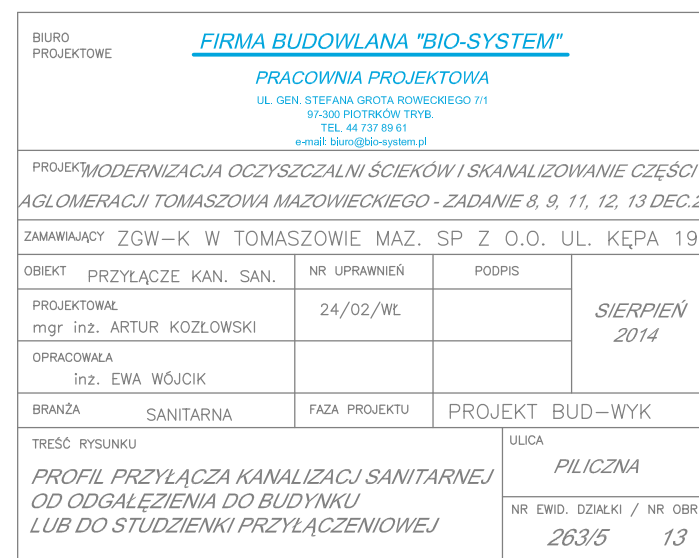 BIURO
PROJEKTOWE
FIRMA BUDOWLANA "BIO-SYSTEM"
PRACOWNIA PROJEKTOWA
UL. GEN. STEFANA GROTA ROWECKIEGO 7/1
97-300 PIOTRKÓW TRYB.
TEL. 44 737 89 61
e-mail: biuro@bio-system.pl
PROJEKT MODERNIZACJA OCZYSZCZALNI ŚCIEKÓW I SKANALIZOWANIE CZĘŚCI
AGLOMERACJI TOMASZOWA MAZOWIECKIEGO - ZADANIE 8, 9, 11, 12, 13 DEC.2
ZAMAWIAJĄCY ZGW-K W TOMASZOWIE MAZ. SP Z O.O. UL. KĘPA 19
OBIEKT PRZYŁĄCZE KAN. SAN. NR UPRAWNIEŃ PODPIS
PROJEKTOWAŁ
mgr inż. ARTUR KOZŁOWSKI 24/02/WŁ
SIERPIEŃ
2014
OPRACOWAŁA
inż. EWA WÓJCIK
BRANŻA SANITARNA FAZA PROJEKTU PROJEKT BUD-WYK
TREŚĆ RYSUNKU
PROFIL PRZYŁĄCZA KANALIZACJ SANITARNEJ
OD ODGAŁĘZIENIA DO BUDYNKU
LUB DO STUDZIENKI PRZYŁĄCZENIOWEJ
ULICA
PILICZNA
NR EWID. DZIAŁKI / NR OBR
263/5 13